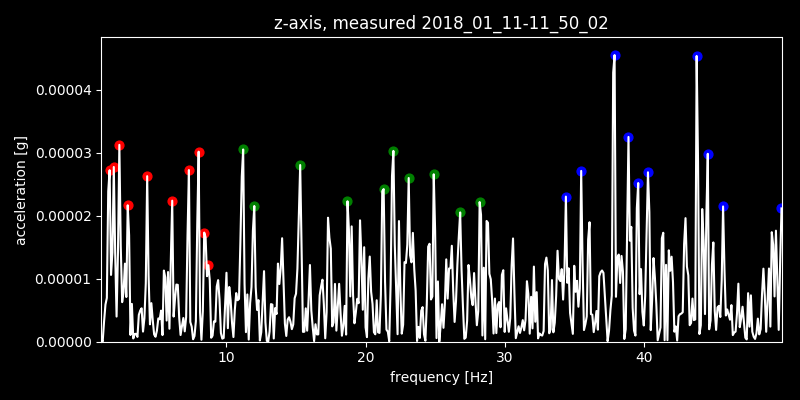 z-axis, measured 2018_01_11-11_50_02
acceleration [g]
0.00004
0.00003
0.00002
0.00001
0.00000
10 20 30 40
frequency [Hz]